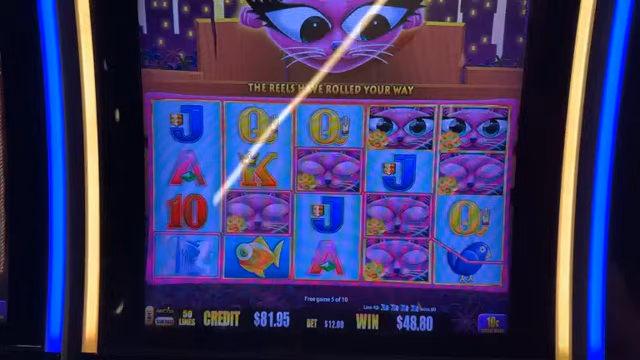 THE REELS HAVE ROLLED YOUR WAY
J Q Q
A K J
10 J Q
A
Free game 5 of 10
50 LINES CREDIT $81.95 BET $12.00 WIN $48.80 10¢